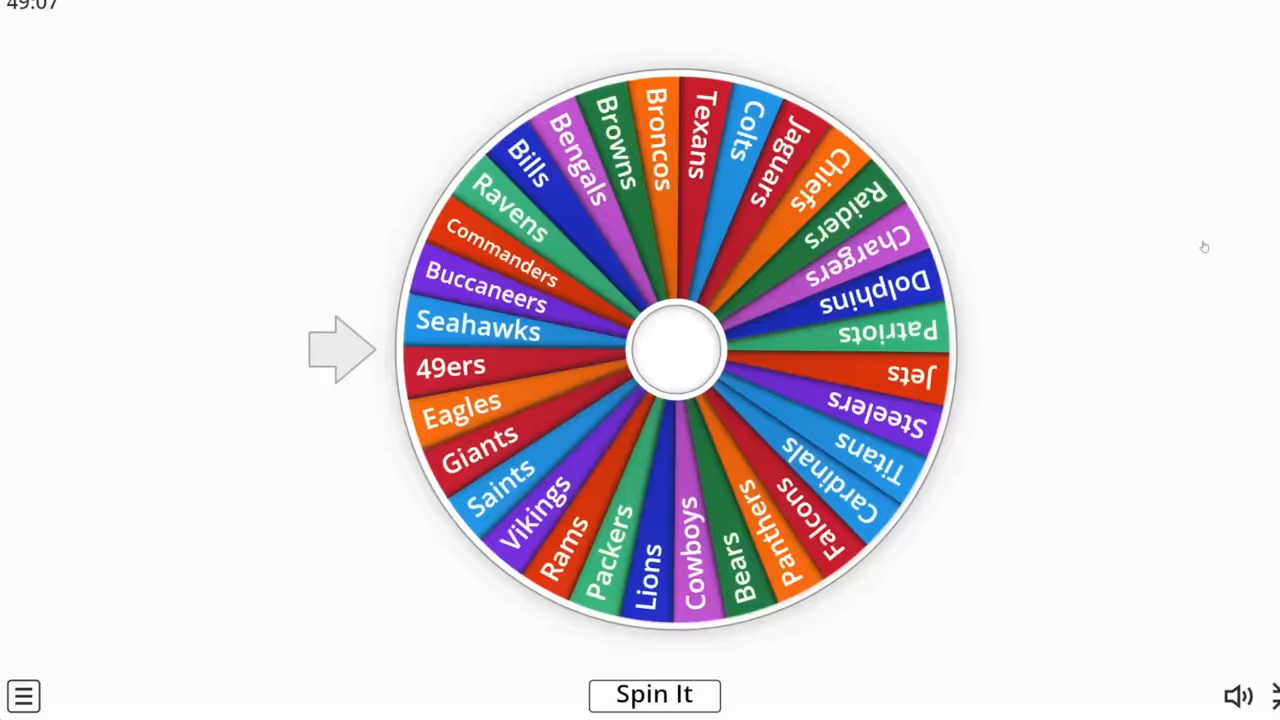 49:07
Broncos
Texans
Colts
Jaguars
Chiefs
Raiders
Chargers
Dolphins
Patriots
Jets
Steelers
Titans
Cardinals
Falcons
Panthers
Bears
Cowboys
Lions
Packers
Rams
Vikings
Saints
Giants
Eagles
49ers
Seahawks
Buccaneers
Commanders
Ravens
Bills
Bengals
Browns
Spin It